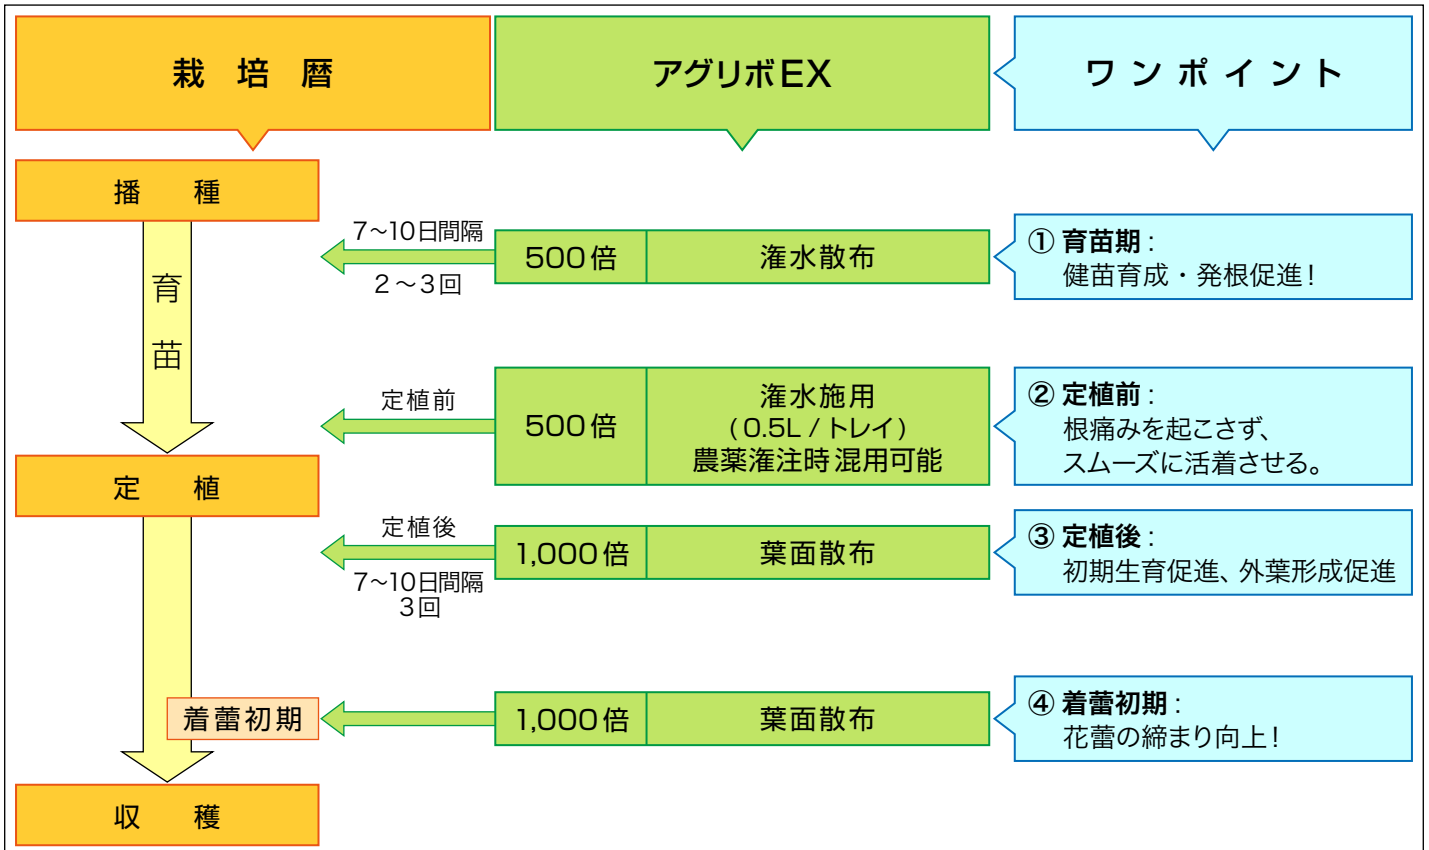 栽培暦
アグリボEX
ワンポイント
播種
育苗
7〜10日間隔
2〜3回
500倍
潅水散布
① 育苗期：
健苗育成・発根促進！
定植前
500倍
潅水施用
(0.5L/トレイ)
農薬潅注時混用可能
② 定植前：
根痛みを起こさず、
スムーズに活着させる。
定植
定植後
7〜10日間隔
3回
1,000倍
葉面散布
③ 定植後：
初期生育促進、外葉形成促進
着蕾初期
1,000倍
葉面散布
④ 着蕾初期：
花蕾の締まり向上！
収穫